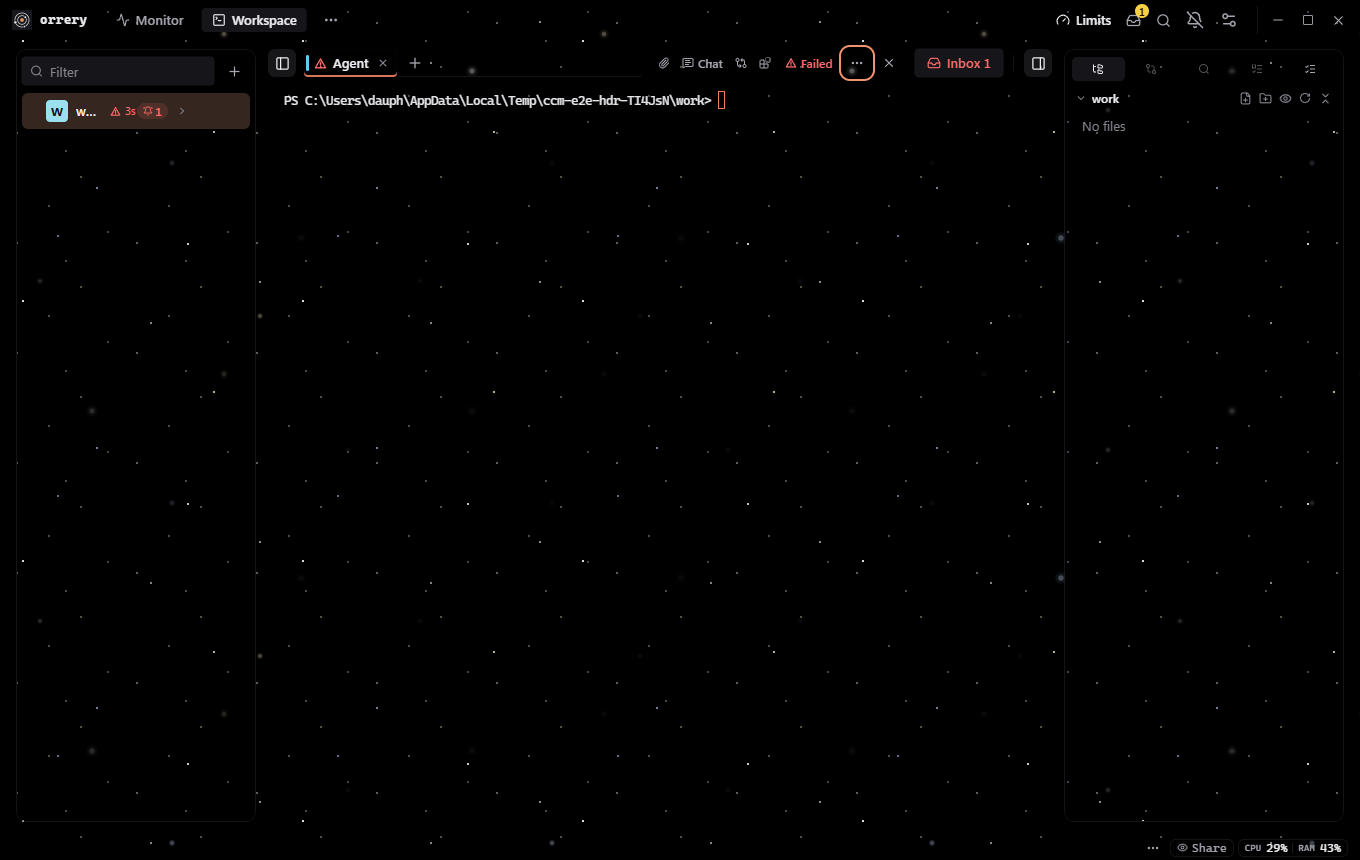 orrery Monitor Workspace Limits 1
Filter
Agent Chat Failed Inbox 1
W w... 3s 1
PS C:\Users\dauph\AppData\Local\Temp\ccm-e2e-hdr-TI4JsN\work>
work
No files
Share CPU 29% RAM 43%